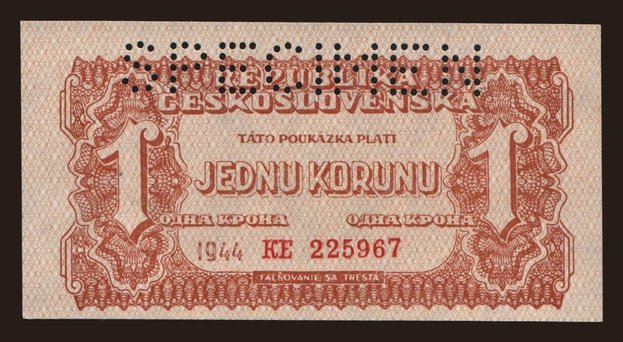 SPECIMEN
REPUBLIKA
ČESKOSLOVENSKÁ
TÁTO POUKÁZKA PLATÍ
1 JEDNU KORUNU 1
ОДНА КРОНА ОДНА КРОНА
1944 KE 225967
FALŠOVANIE SA TRESTÁ